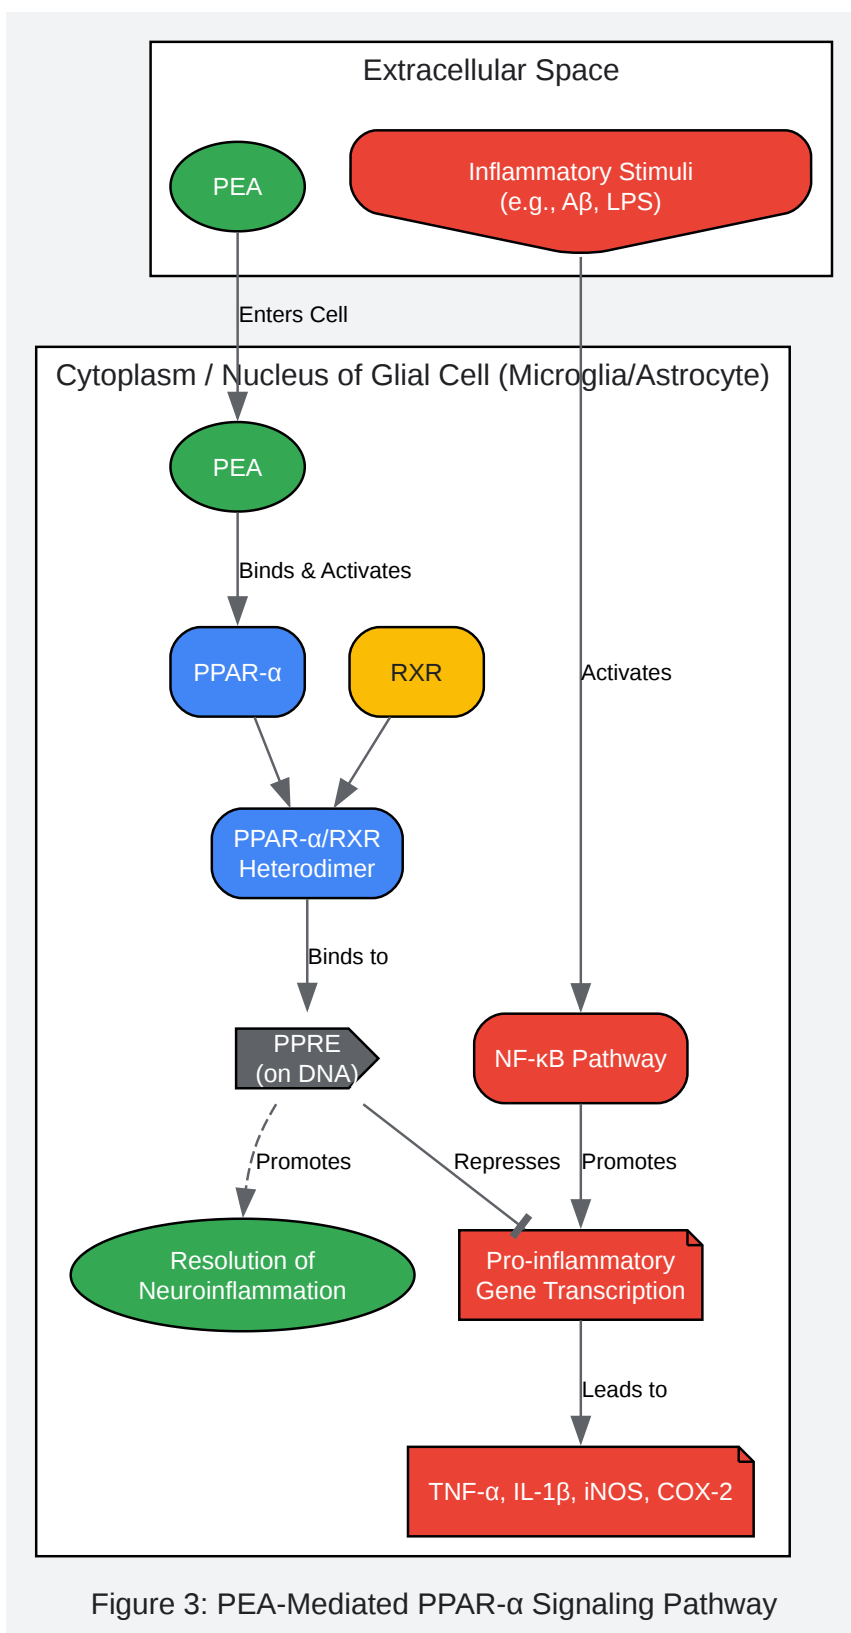 Extracellular Space
PEA
Inflammatory Stimuli
(e.g., Aβ, LPS)
Enters Cell
Cytoplasm / Nucleus of Glial Cell (Microglia/Astrocyte)
PEA
Binds & Activates
PPAR-α
RXR
Activates
PPAR-α/RXR
Heterodimer
Binds to
PPRE
(on DNA)
NF-κB Pathway
Promotes
Represses
Promotes
Resolution of
Neuroinflammation
Pro-inflammatory
Gene Transcription
Leads to
TNF-α, IL-1β, iNOS, COX-2
Figure 3: PEA-Mediated PPAR-α Signaling Pathway